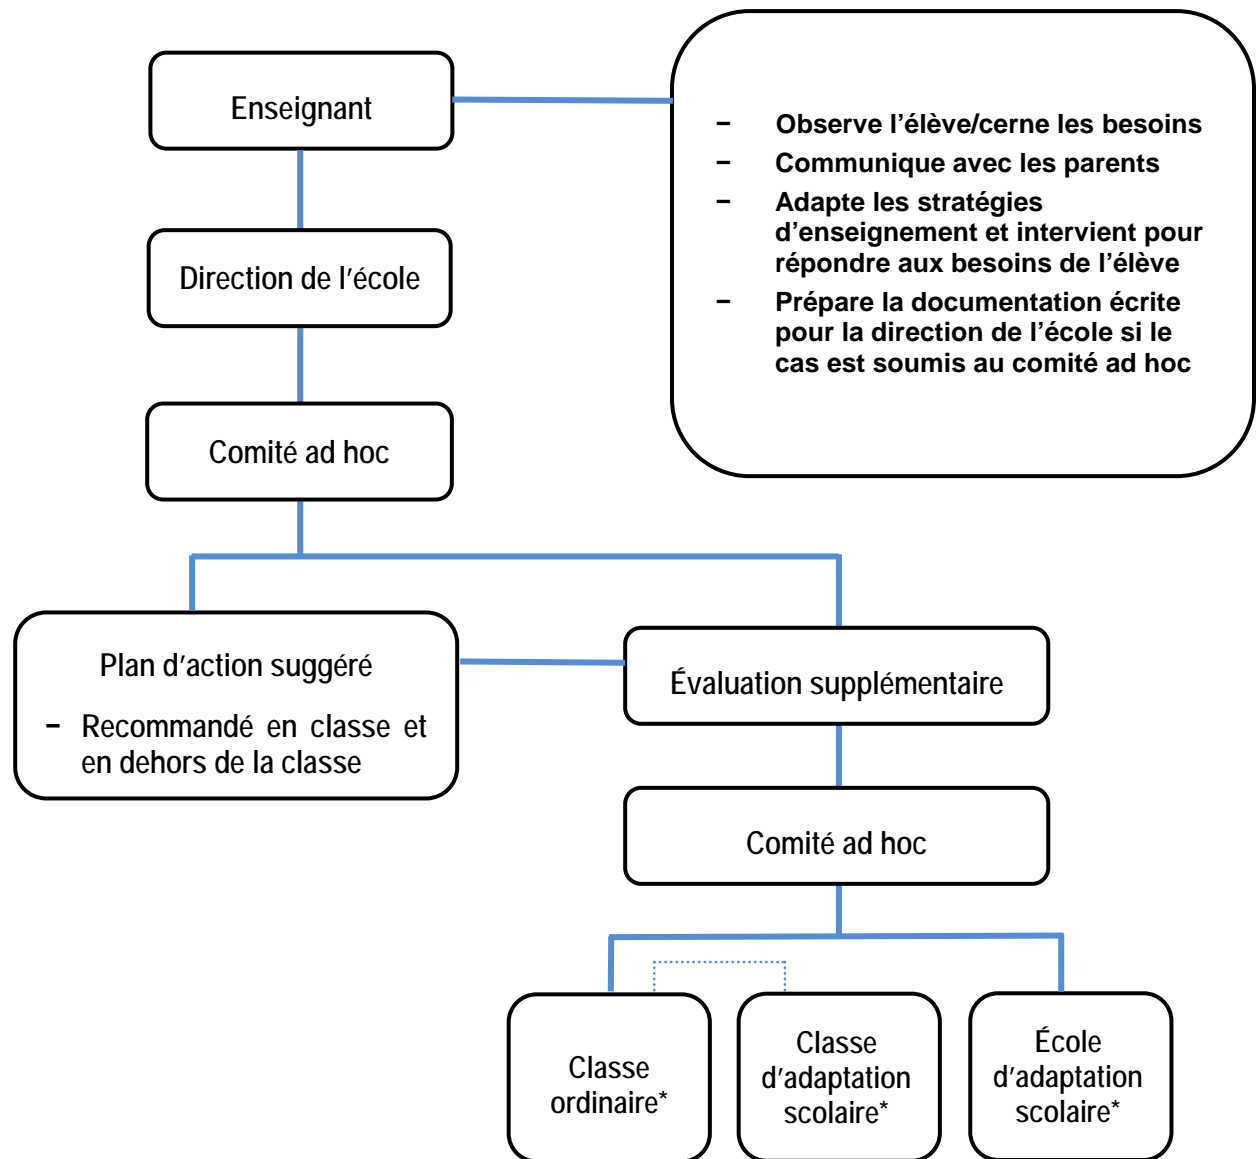 Enseignant
− Observe l’élève/cerne les besoins
− Communique avec les parents
− Adapte les stratégies
d’enseignement et intervient pour
répondre aux besoins de l’élève
− Prépare la documentation écrite
pour la direction de l’école si le
cas est soumis au comité ad hoc
Direction de l’école
Comité ad hoc
Plan d’action suggéré
− Recommandé en classe et
en dehors de la classe
Évaluation supplémentaire
Comité ad hoc
Classe
ordinaire*
Classe
d’adaptation
scolaire*
École
d’adaptation
scolaire*